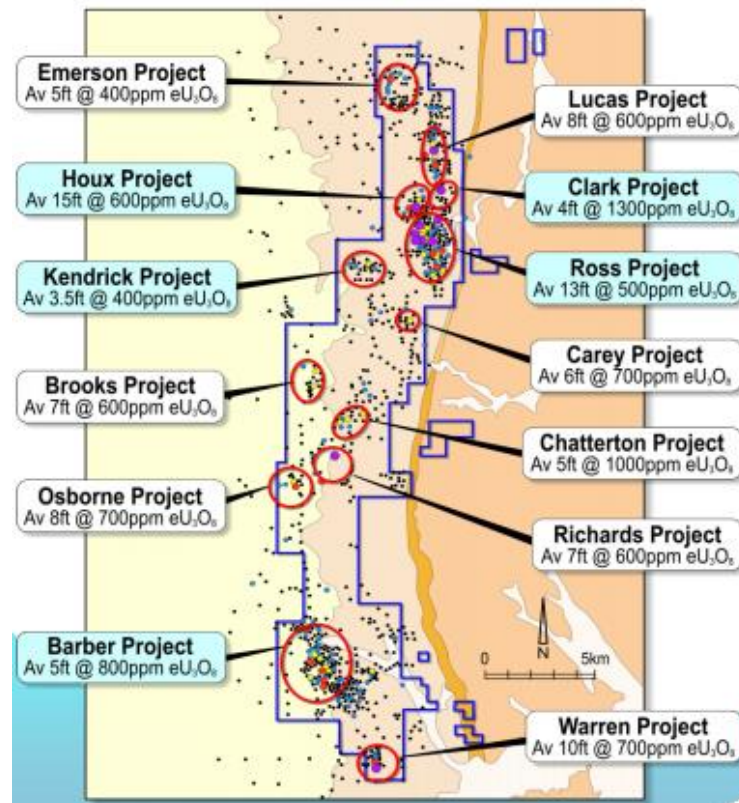 Emerson Project
Av 5ft @ 400ppm eU₃O₈
Lucas Project
Av 8ft @ 600ppm eU₃O₈
Houx Project
Av 15ft @ 600ppm eU₃O₈
Clark Project
Av 4ft @ 1300ppm eU₃O₈
Kendrick Project
Av 3.5ft @ 400ppm eU₃O₈
Ross Project
Av 13ft @ 500ppm eU₃O₈
Carey Project
Av 6ft @ 700ppm eU₃O₈
Brooks Project
Av 7ft @ 600ppm eU₃O₈
Chatterton Project
Av 5ft @ 1000ppm eU₃O₈
Osborne Project
Av 8ft @ 700ppm eU₃O₈
Richards Project
Av 7ft @ 600ppm eU₃O₈
Barber Project
Av 5ft @ 800ppm eU₃O₈
N
0 5km
Warren Project
Av 10ft @ 700ppm eU₃O₈